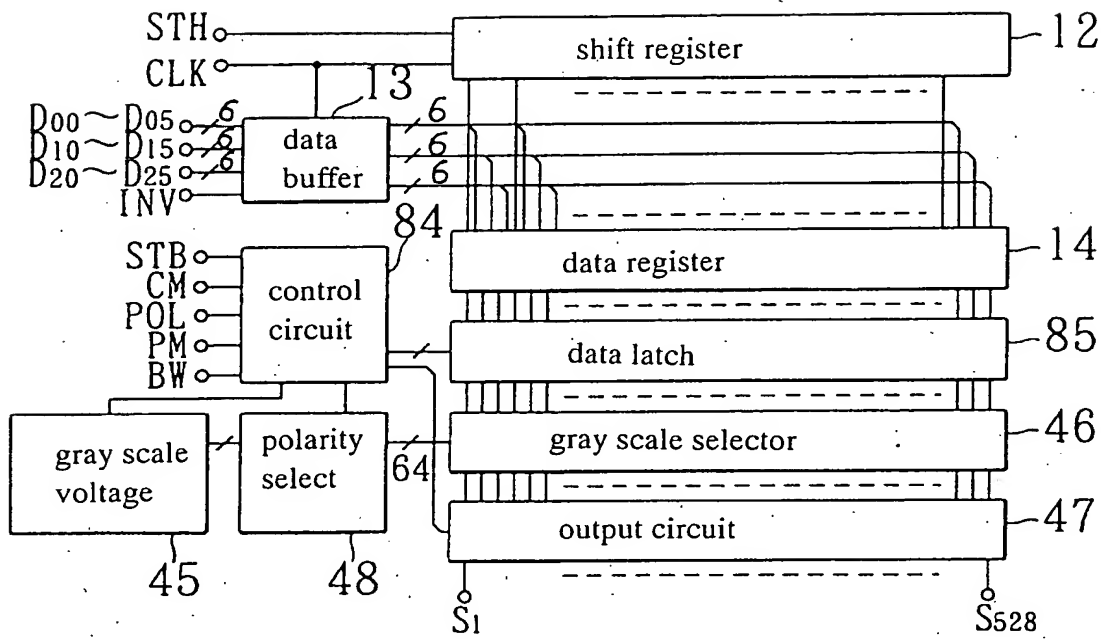 STH
shift register
12
CLK
13
D00~D05
6
6
data
buffer
D10~D15
6
6
D20~D25
6
6
INV
84
STB
control
circuit
data register
14
CM
POL
PM
data latch
85
BW
gray scale
voltage
polarity
select
64
gray scale selector
46
output circuit
47
45
48
S1
S528